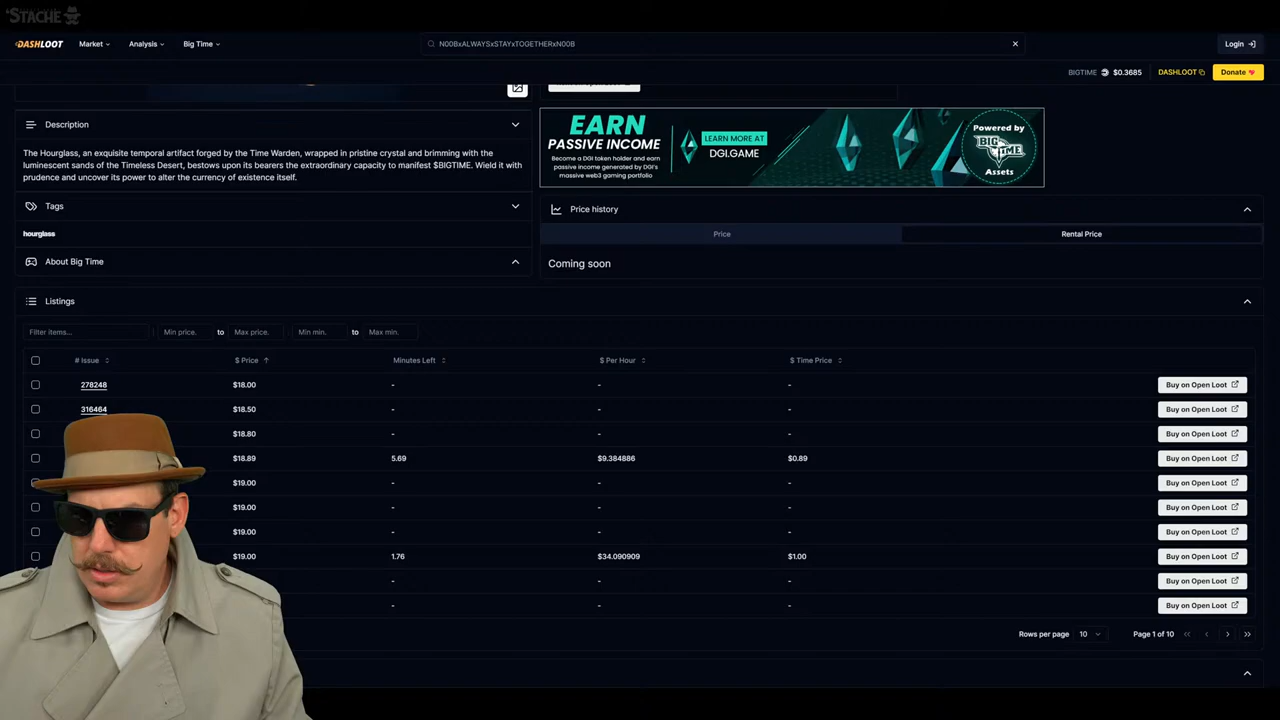 STACHE
DASHLOOT
Market
Analysis
Big Time
N00BxALWAYSxSTAYxTOGETHERxN00B
Login
BIGTIME
$0.3685
DASHLOOT
Donate
Description
The Hourglass, an exquisite temporal artifact forged by the Time Warden, wrapped in pristine crystal and brimming with the
luminescent sands of the Timeless Desert, bestows upon its bearers the extraordinary capacity to manifest $BIGTIME. Wield it with
prudence and uncover its power to alter the currency of existence itself.
Tags
hourglass
About Big Time
EARN
PASSIVE INCOME
Become a DGI token holder and earn
passive income generated by DGI's
massive web3 gaming portfolio
LEARN MORE AT
DGI.GAME
Powered by
BIG TIME
Assets
Price history
Price
Rental Price
Coming soon
Listings
Filter items...
Min price.
to
Max price.
Min min.
to
Max min.
# Issue
$ Price
Minutes Left
$ Per Hour
$ Time Price
278248
$18.00
-
-
-
Buy on Open Loot
316464
$18.50
-
-
-
Buy on Open Loot
$18.80
-
-
-
Buy on Open Loot
$18.89
5.69
$9.384886
$0.89
Buy on Open Loot
$19.00
-
-
-
Buy on Open Loot
$19.00
-
-
-
Buy on Open Loot
$19.00
-
-
-
Buy on Open Loot
$19.00
1.76
$34.090909
$1.00
Buy on Open Loot
-
-
-
Buy on Open Loot
-
-
-
Buy on Open Loot
Rows per page
10
Page 1 of 10